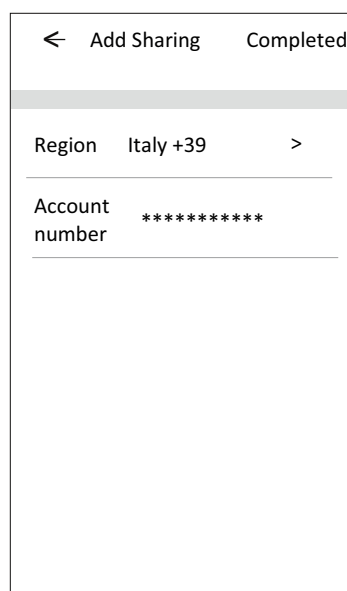 ← Add Sharing Completed
Region Italy +39 >
Account
number ***********